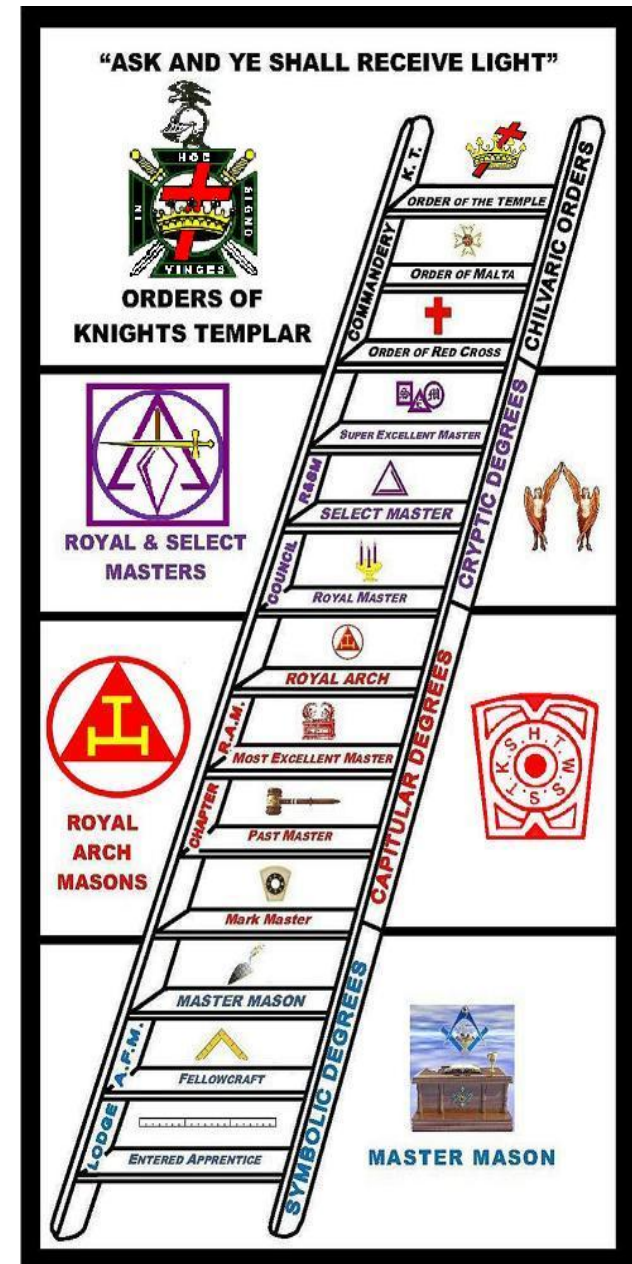 “ASK AND YE SHALL RECEIVE LIGHT”
HOC
IN
SIGNO
VINCES
ORDERS OF
KNIGHTS TEMPLAR
K. T.
COMMANDERY
CHILVARIC ORDERS
ORDER OF THE TEMPLE
ORDER OF MALTA
ORDER OF RED CROSS
ROYAL & SELECT
MASTERS
R&SM
COUNCIL
CRYPTIC DEGREES
S E M
SUPER EXCELLENT MASTER
SELECT MASTER
ROYAL MASTER
ROYAL
ARCH
MASONS
R.A.M.
CHAPTER
CAPITULAR DEGREES
ROYAL ARCH
MOST EXCELLENT MASTER
PAST MASTER
Mark Master
K.S.H.T.W.S.S.T
A.F.M.
LODGE
SYMBOLIC DEGREES
MASTER MASON
FELLOWCRAFT
ENTERED APPRENTICE
MASTER MASON